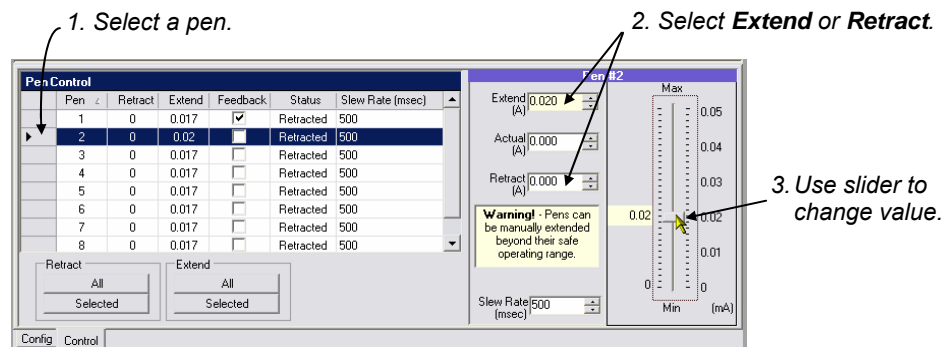 1. Select a pen.
2. Select Extend or Retract.
Pen Control
Pen Retract Extend Feedback Status Slew Rate (msec)
1 0 0.017 Retracted 500
2 0 0.02 Retracted 500
3 0 0.017 Retracted 500
4 0 0.017 Retracted 500
5 0 0.017 Retracted 500
6 0 0.017 Retracted 500
7 0 0.017 Retracted 500
8 0 0.017 Retracted 500
Retract
All
Selected
Extend
All
Selected
Config Control
Pen #2
Extend (A) 0.020
Actual (A) 0.000
Retract (A) 0.000
Warning! - Pens can
be manually extended
beyond their safe
operating range.
Slew Rate (msec) 500
Max
0.05
0.04
0.03
0.02 0.02
0.01
0 0
Min (mA)
3. Use slider to
change value.